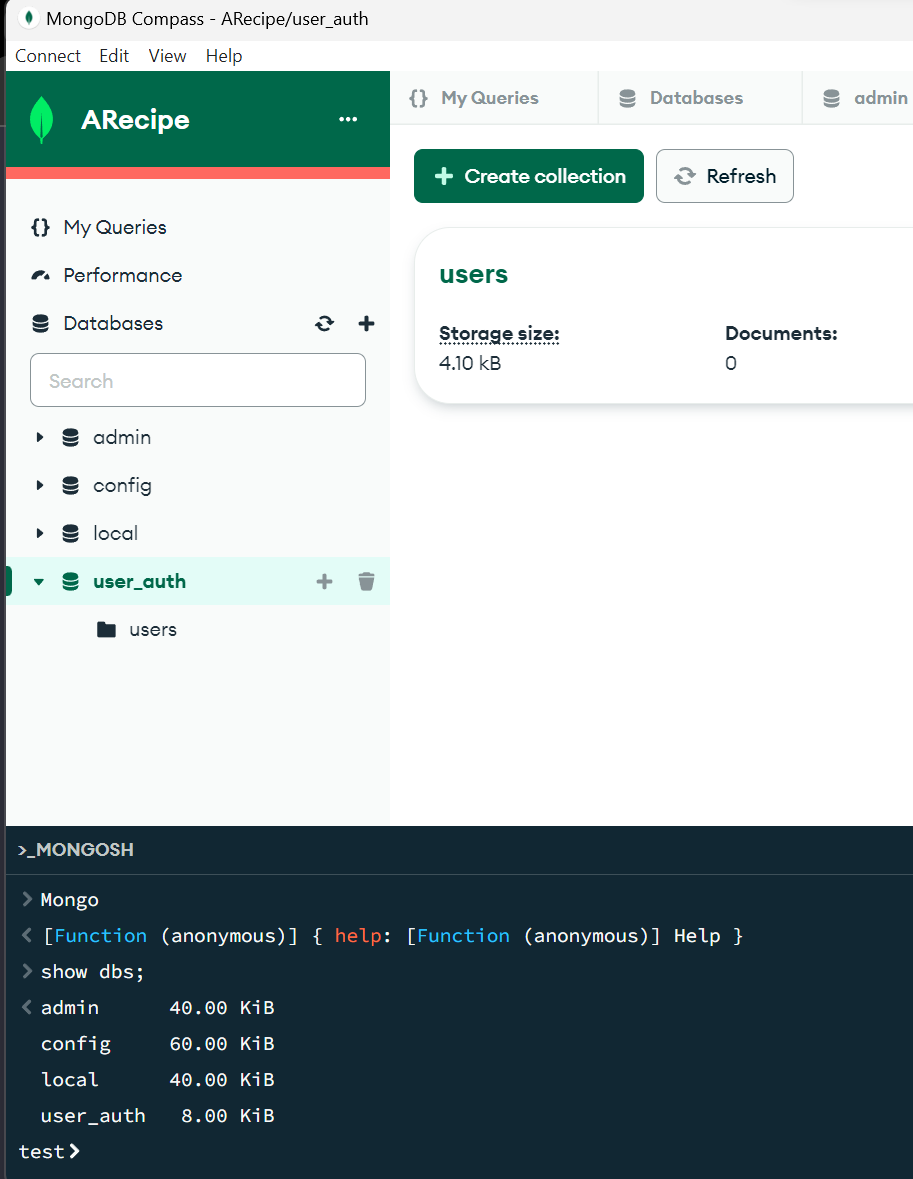 MongoDB Compass - ARecipe/user_auth
Connect Edit View Help
ARecipe ...
{} My Queries
Databases
admin
Create collection
Refresh
{} My Queries
Performance
Databases
Search
admin
config
local
user_auth
users
users
Storage size:
4.10 kB
Documents:
0
>_MONGOSH
> Mongo
< [Function (anonymous)] { help: [Function (anonymous)] Help }
> show dbs;
< admin 40.00 KiB
config 60.00 KiB
local 40.00 KiB
user_auth 8.00 KiB
test>